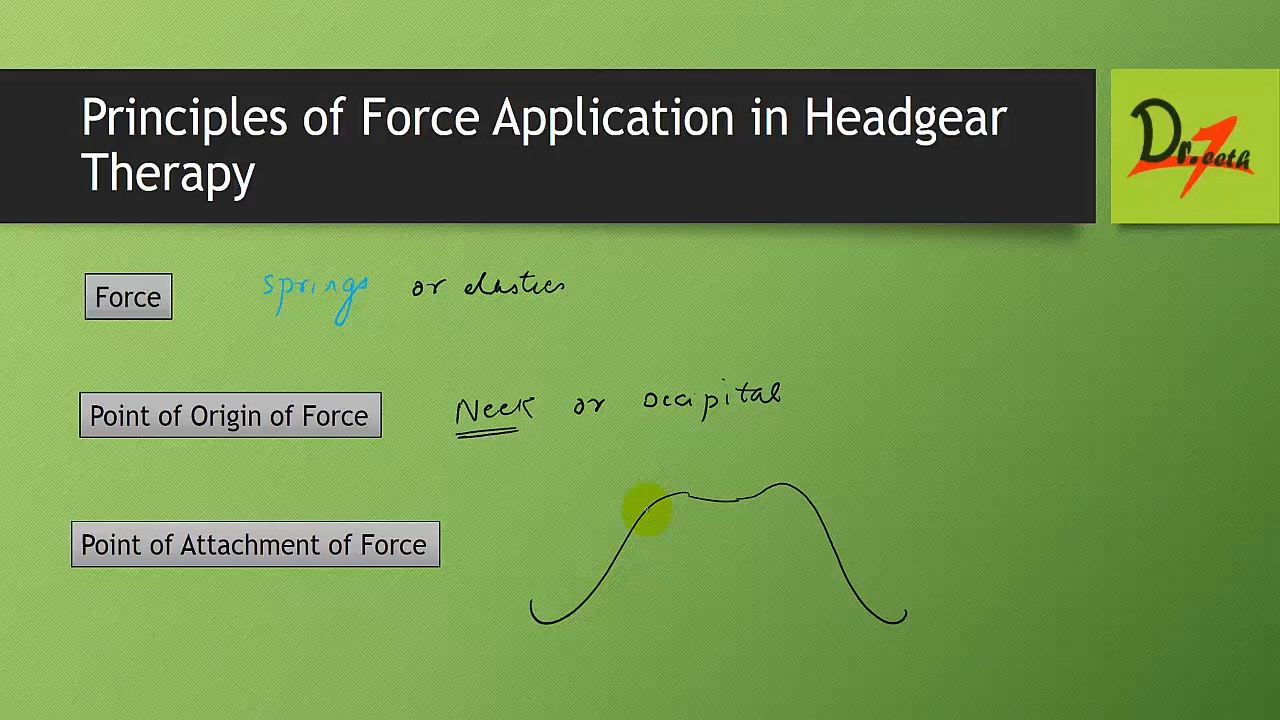 Principles of Force Application in Headgear
Therapy
Dr.eeth
Force
springs or elastics
Point of Origin of Force
Neck or occipital
Point of Attachment of Force